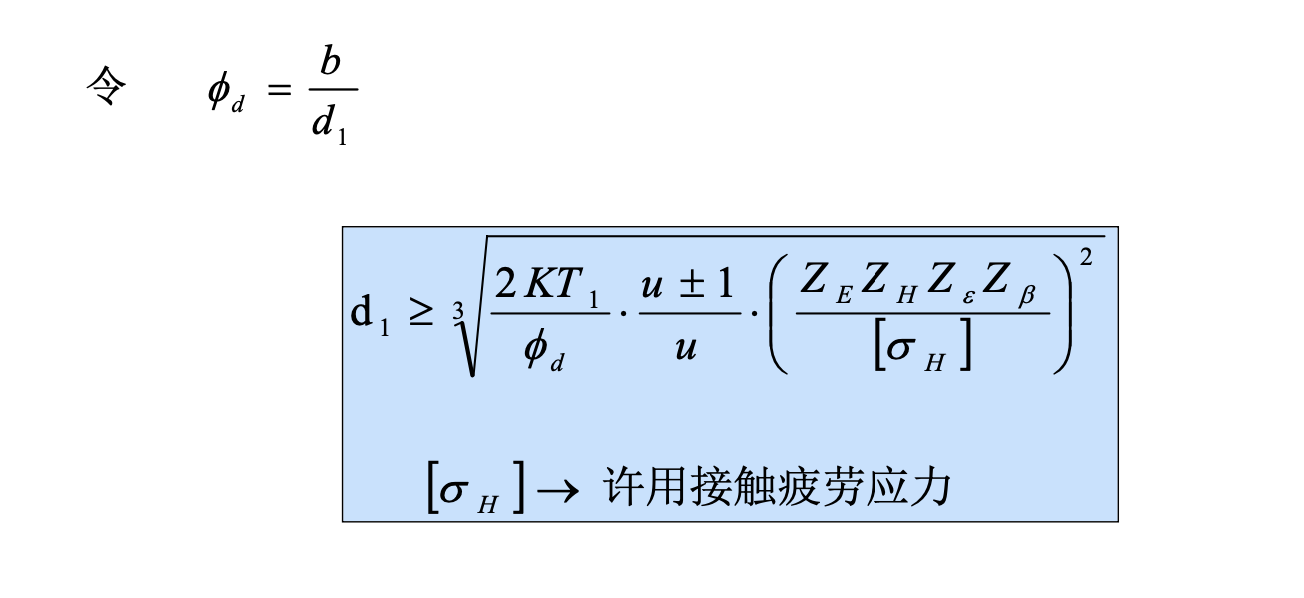 令 $\phi_d = \frac{b}{d_1}$
$d_1 \geq \sqrt[3]{\frac{2KT_1}{\phi_d} \cdot \frac{u \pm 1}{u} \cdot \left( \frac{Z_E Z_H Z_\varepsilon Z_\beta}{[\sigma_H]} \right)^2}$
$[\sigma_H] \rightarrow$ 许用接触疲劳应力